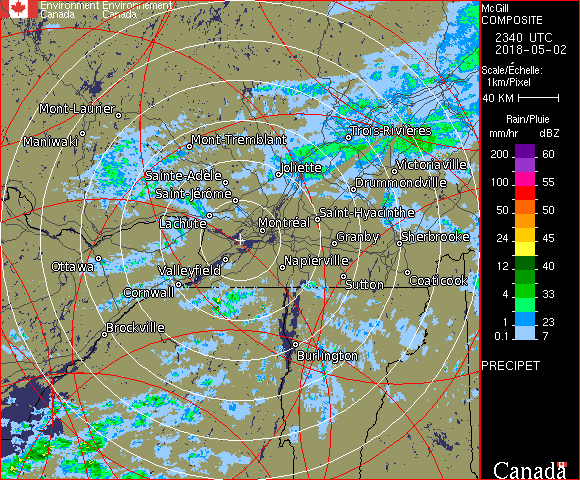 Environment Environnement
Canada Canada
McGill
COMPOSITE
2340 UTC
2018-05-02
Scale/Échelle:
1km/Pixel
40 KM
Rain/Pluie
mm/hr dBZ
200 60
100 55
50 50
24 45
12 40
4 33
1 23
0.1 7
PRECIPET
Mont-Laurier
Maniwaki
Mont-Tremblant
Trois-Rivières
Sainte-Adèle
Joliette
Victoriaville
Saint-Jérôme
Drummondville
Lachute
Montréal
Saint-Hyacinthe
Granby
Sherbrooke
Ottawa
Valleyfield
Napierville
Cornwall
Sutton
Coaticook
Brockville
Burlington
Canada